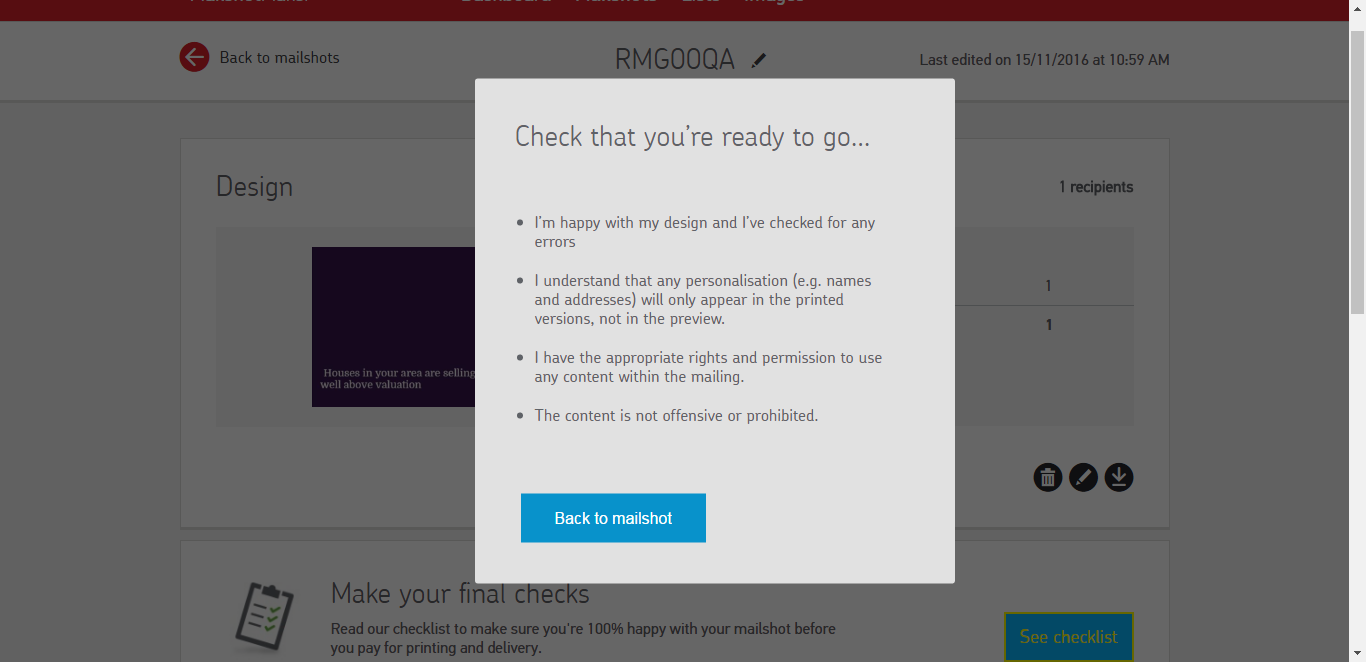 Back to mailshots
RMG00QA
Last edited on 15/11/2016 at 10:59 AM
Check that you're ready to go...
Design
1 recipients
• I'm happy with my design and I've checked for any
errors
• I understand that any personalisation (e.g. names
and addresses) will only appear in the printed
versions, not in the preview.
• I have the appropriate rights and permission to use
any content within the mailing.
• The content is not offensive or prohibited.
1
1
Houses in your area are selling
well above valuation
Back to mailshot
Make your final checks
Read our checklist to make sure you're 100% happy with your mailshot before
you pay for printing and delivery.
See checklist